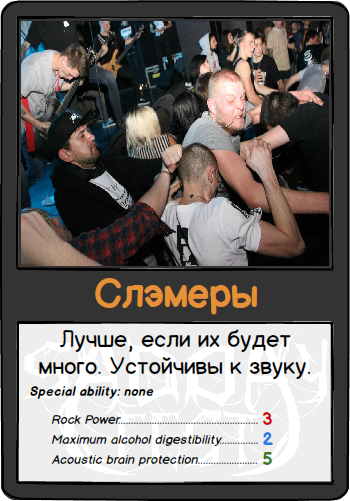 Слэмеры
Лучше, если их будет
много. Устойчивы к звуку.
Special ability: none
Rock Power 3
Maximum alcohol digestibility 2
Acoustic brain protection 5